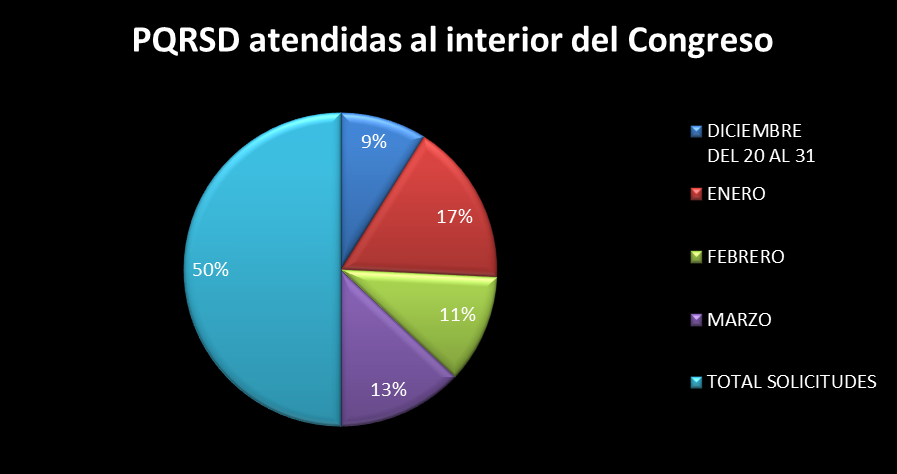 PQRSD atendidas al interior del Congreso
9%
17%
11%
13%
50%
DICIEMBRE
DEL 20 AL 31
ENERO
FEBRERO
MARZO
TOTAL SOLICITUDES